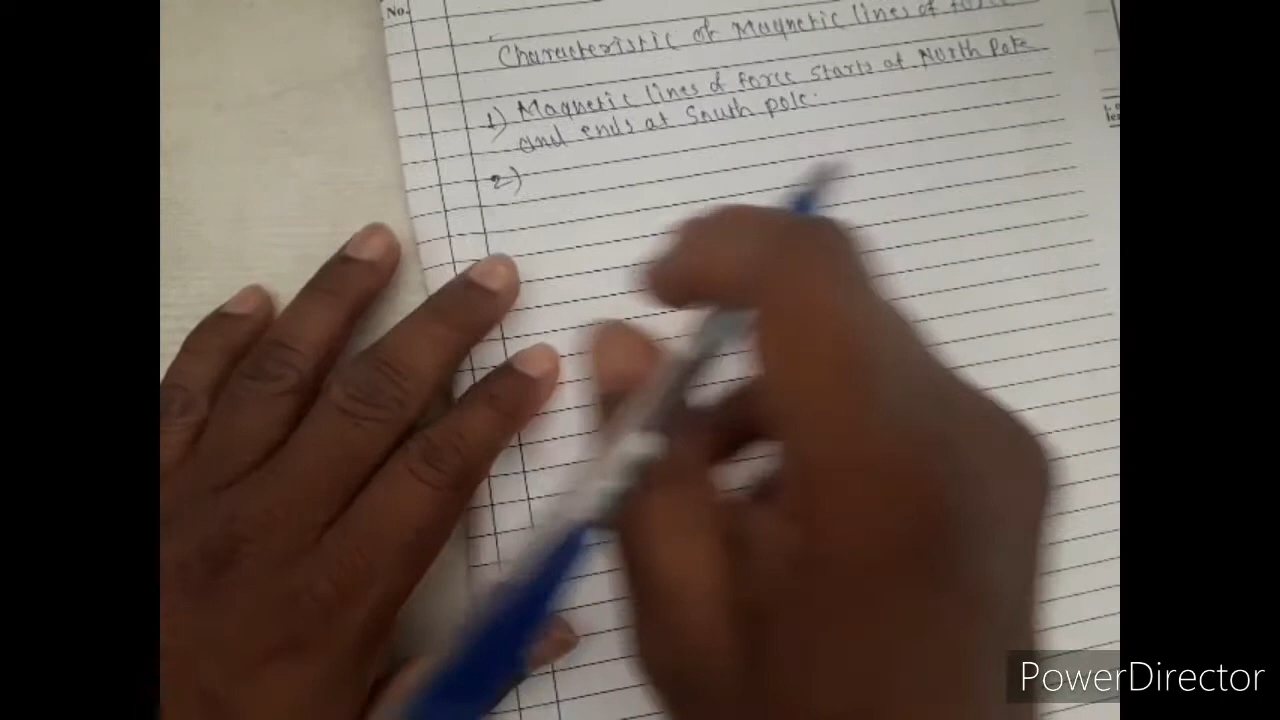 No.
Characteristic of Magnetic lines of force
1) Magnetic lines of force starts at North Pole
and ends at South pole.
2)
PowerDirector